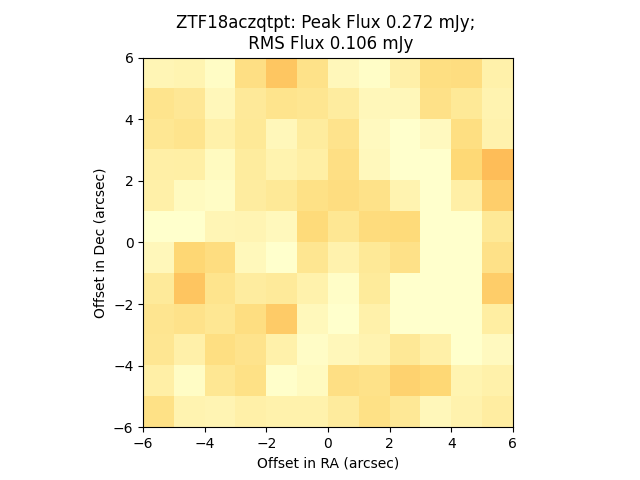 ZTF18aczqtpt: Peak Flux 0.272 mJy;
RMS Flux 0.106 mJy
6
4
2
0
−2
−4
−6
Offset in Dec (arcsec)
−6 −4 −2 0 2 4 6
Offset in RA (arcsec)